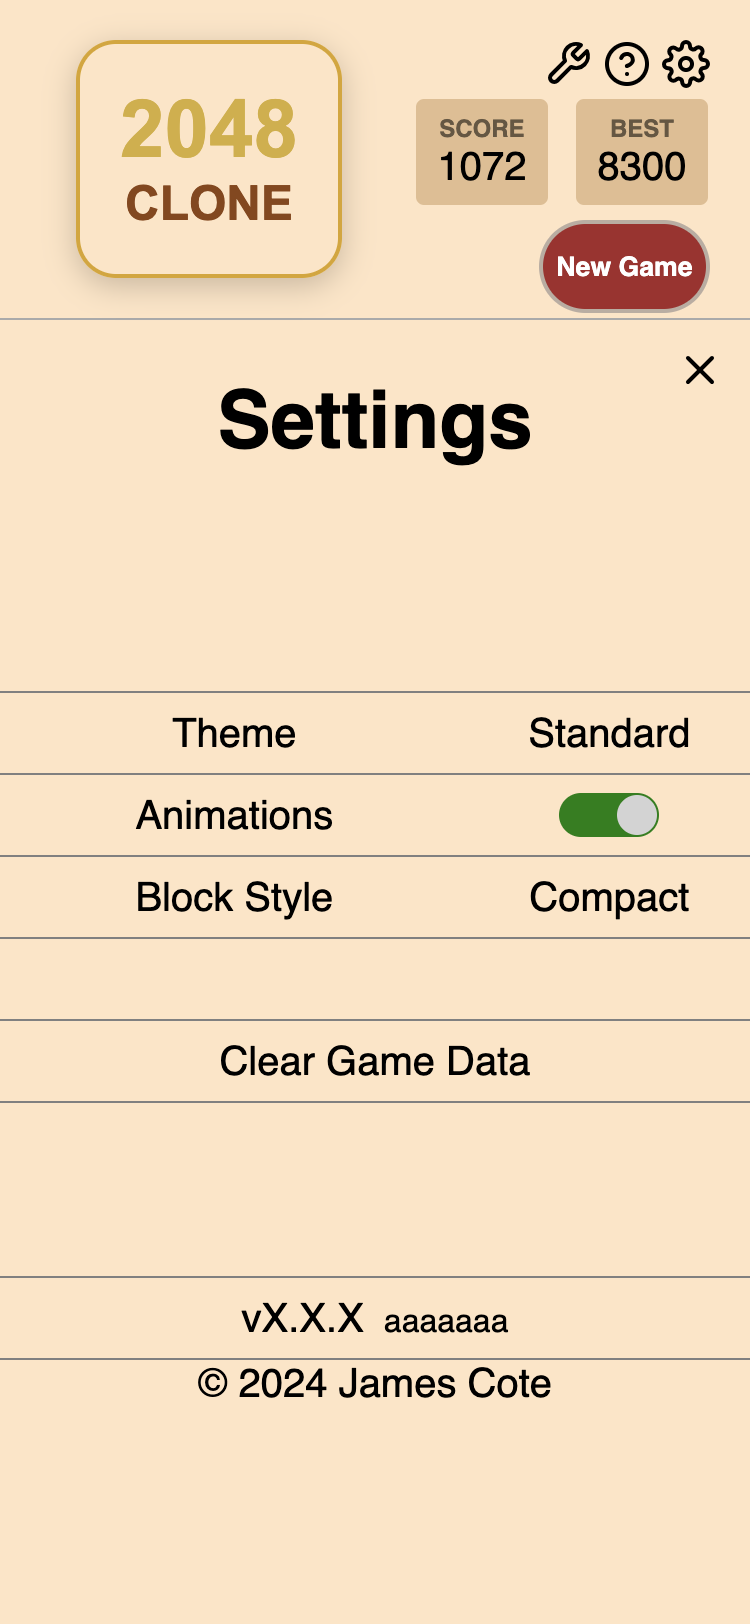 2048
CLONE
SCORE
1072
BEST
8300
New Game
Settings
Theme Standard
Animations
Block Style Compact
Clear Game Data
vX.X.X aaaaaaa
© 2024 James Cote